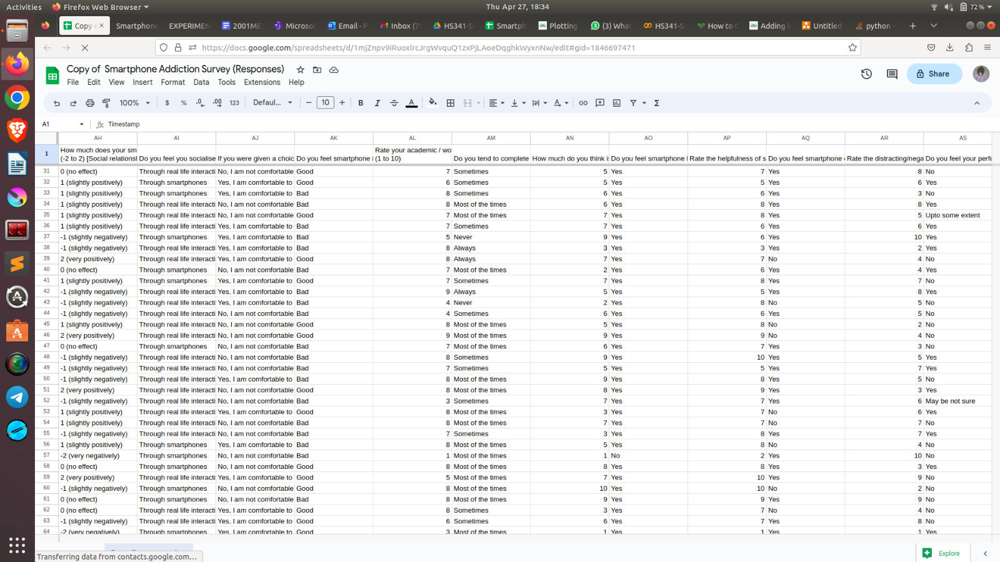 Activities Firefox Web Browser Thu Apr 27, 18:34 72 %
Copy o Smartphone EXPERIMEN 2001ME Microsof Email - P Inbox (7 HS341-S Smartph Plotting (3) What HS341-S How to Adding l Untitled python
https://docs.google.com/spreadsheets/d/1mjZnpv9iRuoxlrcJrgWvquQ1zxPjLAoeDqghkWyxnNw/edit#gid=1846697471
Copy of Smartphone Addiction Survey (Responses)
File Edit View Insert Format Data Tools Extensions Help
Share
100% $ % .0 .00 123 Defaul... 10 B I A
A1 fx Timestamp
AH AI AJ AK AL AM AN AO AP AQ AR AS
How much does your sm Rate your academic / wo
1 (-2 to 2) [Social relationsl Do you feel you socialise If you were given a choic Do you feel smartphone i (1 to 10) Do you tend to complete How much do you think i Do you feel smartphone l Rate the helpfulness of s Do you feel smartphone Rate the distracting/nega Do you feel your perfo
31 0 (no effect) Through real life interacti No, I am not comfortable Good 7 Sometimes 5 Yes 7 Yes 8 No
32 1 (slightly positively) Through smartphones Yes, I am comfortable to Good 6 Sometimes 5 Yes 5 Yes 6 Yes
33 1 (slightly positively) Through smartphones Yes, I am comfortable to Bad 8 Sometimes 6 Yes 6 Yes 3 No
34 1 (slightly positively) Through real life interacti No, I am not comfortable Bad 8 Most of the times 6 Yes 8 Yes 8 Yes
35 1 (slightly positively) Through real life interacti No, I am not comfortable Good 7 Most of the times 7 Yes 8 Yes 5 Upto some extent
36 1 (slightly positively) Through real life interacti Yes, I am comfortable to Bad 7 Sometimes 7 Yes 6 Yes 6 Yes
37 -1 (slightly negatively) Through smartphones Yes, I am comfortable to Bad 5 Never 9 Yes 6 Yes 10 Yes
38 -1 (slightly negatively) Through real life interacti Yes, I am comfortable to Bad 8 Always 3 Yes 3 Yes 2 Yes
39 2 (very positively) Through real life interacti Yes, I am comfortable to Good 8 Always 7 Yes 7 No 4 No
40 0 (no effect) Through smartphones No, I am not comfortable Bad 7 Most of the times 2 Yes 6 Yes 4 Yes
41 1 (slightly positively) Through smartphones Yes, I am comfortable to Good 7 Sometimes 7 Yes 8 Yes 7 No
42 -1 (slightly negatively) Through real life interacti Yes, I am comfortable to Bad 9 Always 5 Yes 5 Yes 8 Yes
43 -1 (slightly negatively) Through real life interacti Yes, I am comfortable to Bad 4 Never 2 Yes 8 No 5 No
44 -1 (slightly negatively) Through real life interacti No, I am not comfortable Bad 4 Sometimes 6 Yes 6 Yes 5 No
45 1 (slightly positively) Through real life interacti No, I am not comfortable Good 8 Most of the times 5 Yes 8 No 2 No
46 2 (very positively) Through real life interacti No, I am not comfortable Good 9 Most of the times 9 Yes 9 No 4 No
47 0 (no effect) Through smartphones No, I am not comfortable Bad 7 Most of the times 6 Yes 7 Yes 3 No
48 -1 (slightly negatively) Through real life interacti No, I am not comfortable Bad 8 Sometimes 9 Yes 10 Yes 5 Yes
49 -1 (slightly negatively) Through real life interacti No, I am not comfortable Bad 7 Sometimes 5 Yes 5 Yes 7 Yes
50 -1 (slightly negatively) Through real life interacti Yes, I am comfortable to Bad 8 Most of the times 9 Yes 8 Yes 5 No
51 2 (very positively) Through real life interacti No, I am not comfortable Good 8 Most of the times 8 Yes 9 Yes 3 Yes
52 -1 (slightly negatively) Through real life interacti No, I am not comfortable Bad 3 Sometimes 7 Yes 7 Yes 6 May be not sure
53 1 (slightly positively) Through real life interacti Yes, I am comfortable to Good 8 Most of the times 3 Yes 7 No 6 Yes
54 1 (slightly positively) Through real life interacti No, I am not comfortable Bad 8 Most of the times 7 Yes 7 No 7 No
55 -1 (slightly negatively) Through real life interacti No, I am not comfortable Bad 7 Sometimes 3 Yes 8 Yes 7 Yes
56 1 (slightly positively) Through smartphones Yes, I am comfortable to Bad 8 Most of the times 5 Yes 8 No 4 No
57 -2 (very negatively) Through smartphones No, I am not comfortable Bad 1 Most of the times 1 No 2 Yes 10 No
58 0 (no effect) Through real life interacti No, I am not comfortable Good 8 Most of the times 8 Yes 8 Yes 3 Yes
59 2 (very positively) Through real life interacti Yes, I am comfortable to Good 5 Most of the times 7 Yes 10 Yes 9 No
60 -1 (slightly negatively) Through smartphones No, I am not comfortable Good 8 Most of the times 10 Yes 10 No 2 No
61 0 (no effect) Through real life interacti No, I am not comfortable Bad 8 Most of the times 9 Yes 9 Yes 9 No
62 0 (no effect) Through real life interacti Yes, I am comfortable to Good 8 Sometimes 3 Yes 7 No 4 No
63 -1 (slightly negatively) Through real life interacti Yes, I am comfortable to Good 6 Sometimes 6 Yes 7 Yes 8 No
64 -2 (very negatively) Through smartphones Yes, I am comfortable to Good 3 Most of the times 1 Yes 1 Yes 1 Yes
Explore
Transferring data from contacts.google.com...